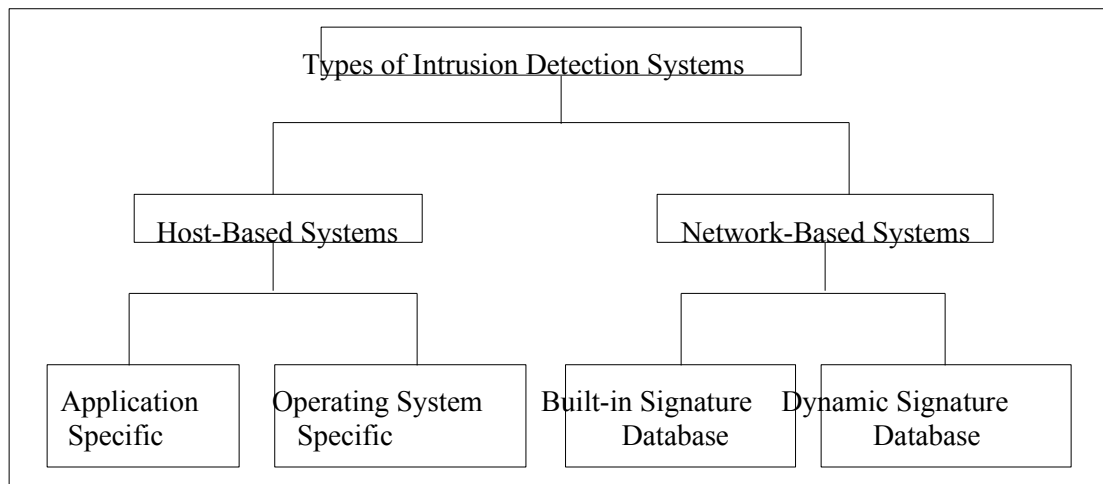 Types of Intrusion Detection Systems
Host-Based Systems
Network-Based Systems
Application
Specific
Operating System
Specific
Built-in Signature
Database
Dynamic Signature
Database